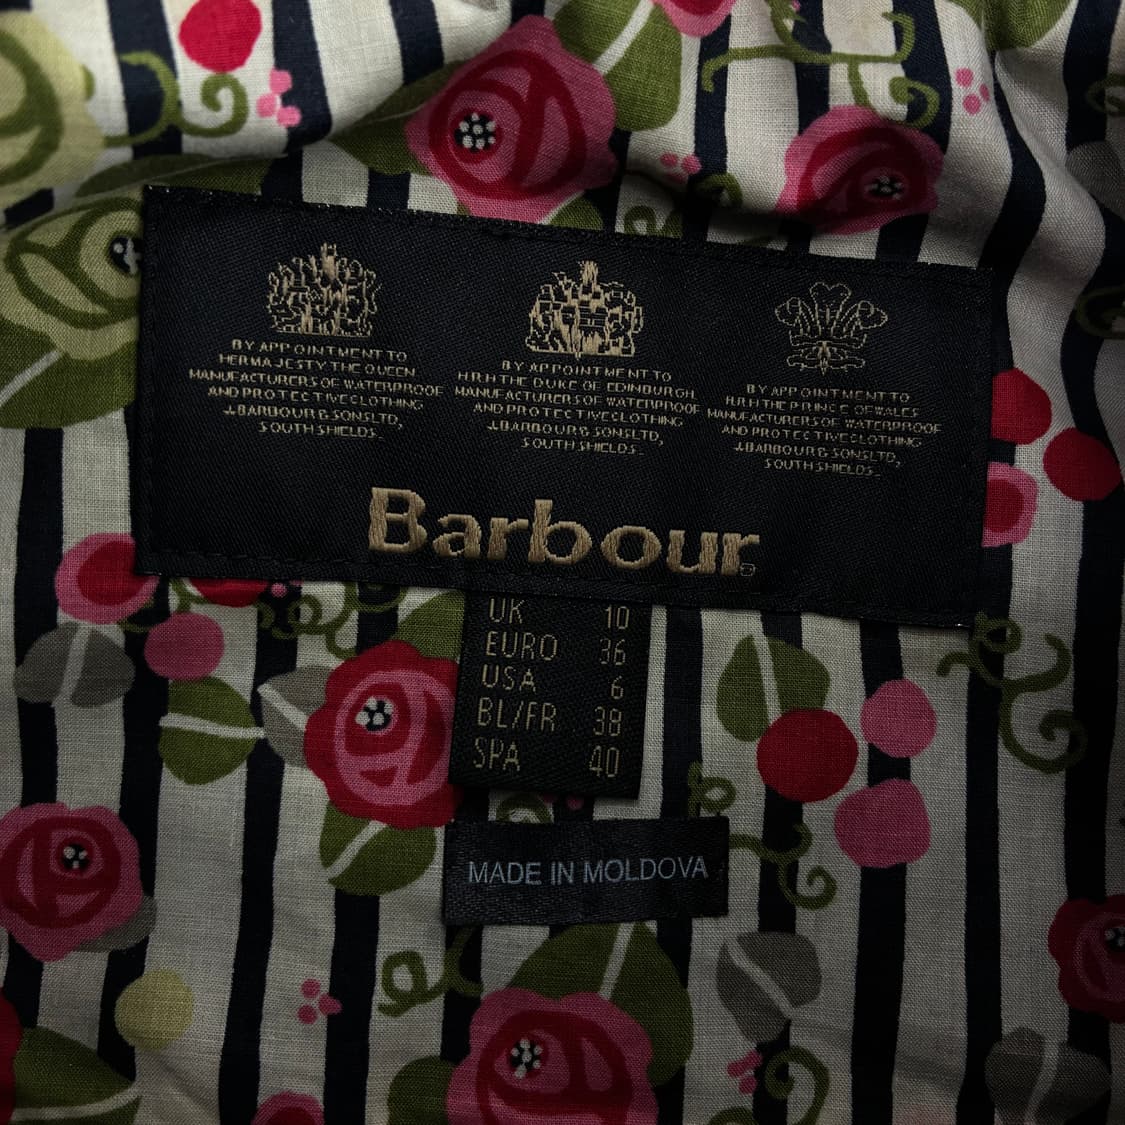 BY APPOINTMENT TO
HER MAJESTY THE QUEEN
MANUFACTURERS OF WATERPROOF
AND PROTECTIVE CLOTHING
J.BARBOUR & SONS LTD,
SOUTH SHIELDS.
BY APPOINTMENT TO
H.R.H THE DUKE OF EDINBURGH
MANUFACTURERS OF WATERPROOF
AND PROTECTIVE CLOTHING
J.BARBOUR & SONS LTD,
SOUTH SHIELDS.
BY APPOINTMENT TO
H.R.H THE PRINCE OF WALES
MANUFACTURERS OF WATERPROOF
AND PROTECTIVE CLOTHING
J.BARBOUR & SONS LTD,
SOUTH SHIELDS.
Barbour®
UK 10
EURO 36
USA 6
BL/FR 38
SPA 40
MADE IN MOLDOVA